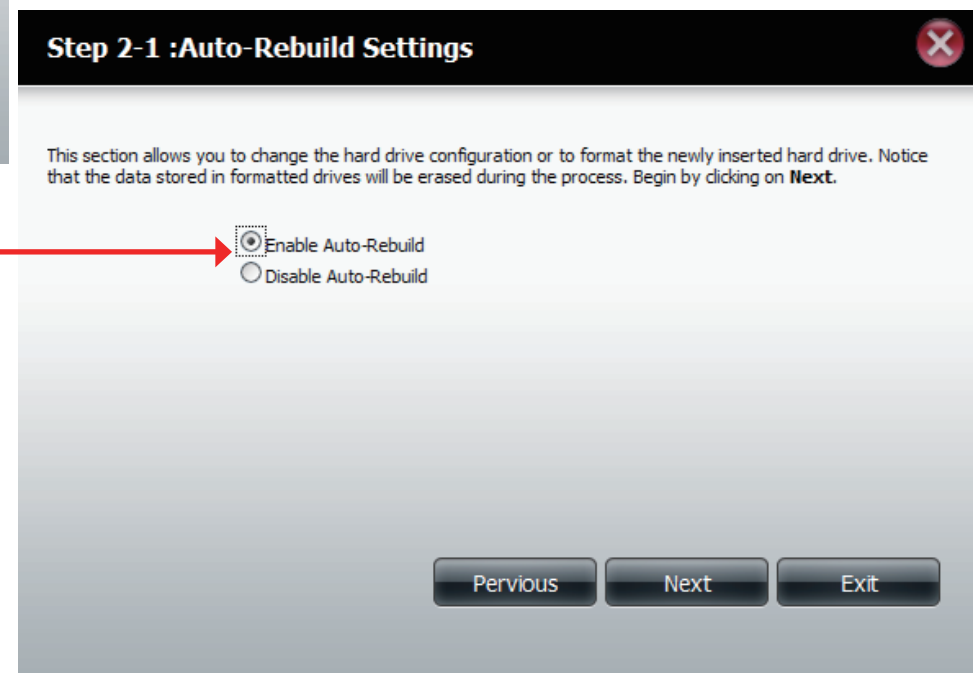 Step 2-1 :Auto-Rebuild Settings
This section allows you to change the hard drive configuration or to format the newly inserted hard drive. Notice
that the data stored in formatted drives will be erased during the process. Begin by clicking on Next.
Enable Auto-Rebuild
Disable Auto-Rebuild
Pervious Next Exit